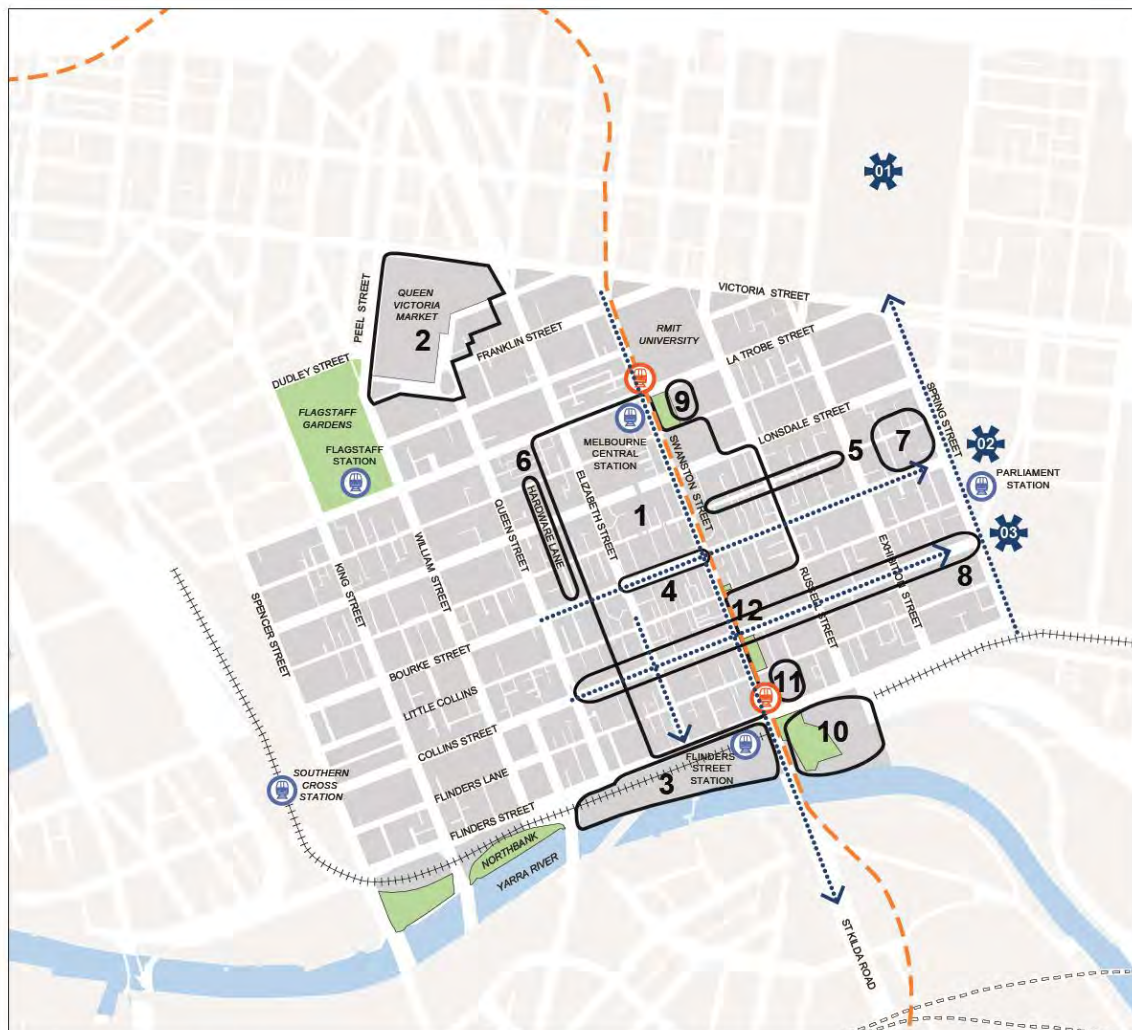 01
VICTORIA STREET
QUEEN
VICTORIA
MARKET
2
PEEL STREET
FRANKLIN STREET
RMIT
UNIVERSITY
LA TROBE STREET
DUDLEY STREET
FLAGSTAFF
GARDENS
FLAGSTAFF
STATION
MELBOURNE
CENTRAL
STATION
9
SWANSTON STREET
LONSDALE STREET
5
7
SPRING STREET
02
PARLIAMENT
STATION
03
6
HARDWARE LANE
ELIZABETH STREET
QUEEN STREET
1
WILLIAM STREET
KING STREET
SPENCER STREET
4
12
RUSSELL STREET
EXHIBITION STREET
8
BOURKE STREET
LITTLE COLLINS
COLLINS STREET
FLINDERS LANE
FLINDERS STREET
11
10
SOUTHERN
CROSS
STATION
FLINDERS
STREET
STATION
3
NORTHBANK
YARRA RIVER
ST KILDA ROAD